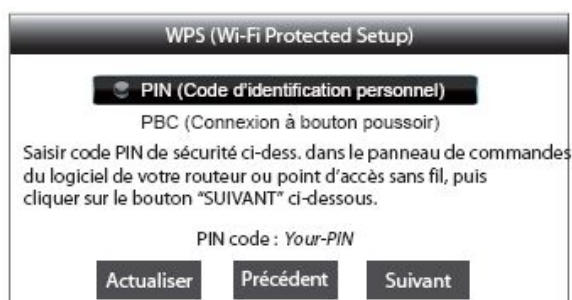 WPS (Wi-Fi Protected Setup)
PIN (Code d'identification personnel)
PBC (Connexion à bouton poussoir)
Saisir code PIN de sécurité ci-dess. dans le panneau de commandes
du logiciel de votre routeur ou point d'accès sans fil, puis
cliquer sur le bouton “SUIVANT” ci-dessous.
PIN code : Your-PiN
Actualiser Précédent Suivant